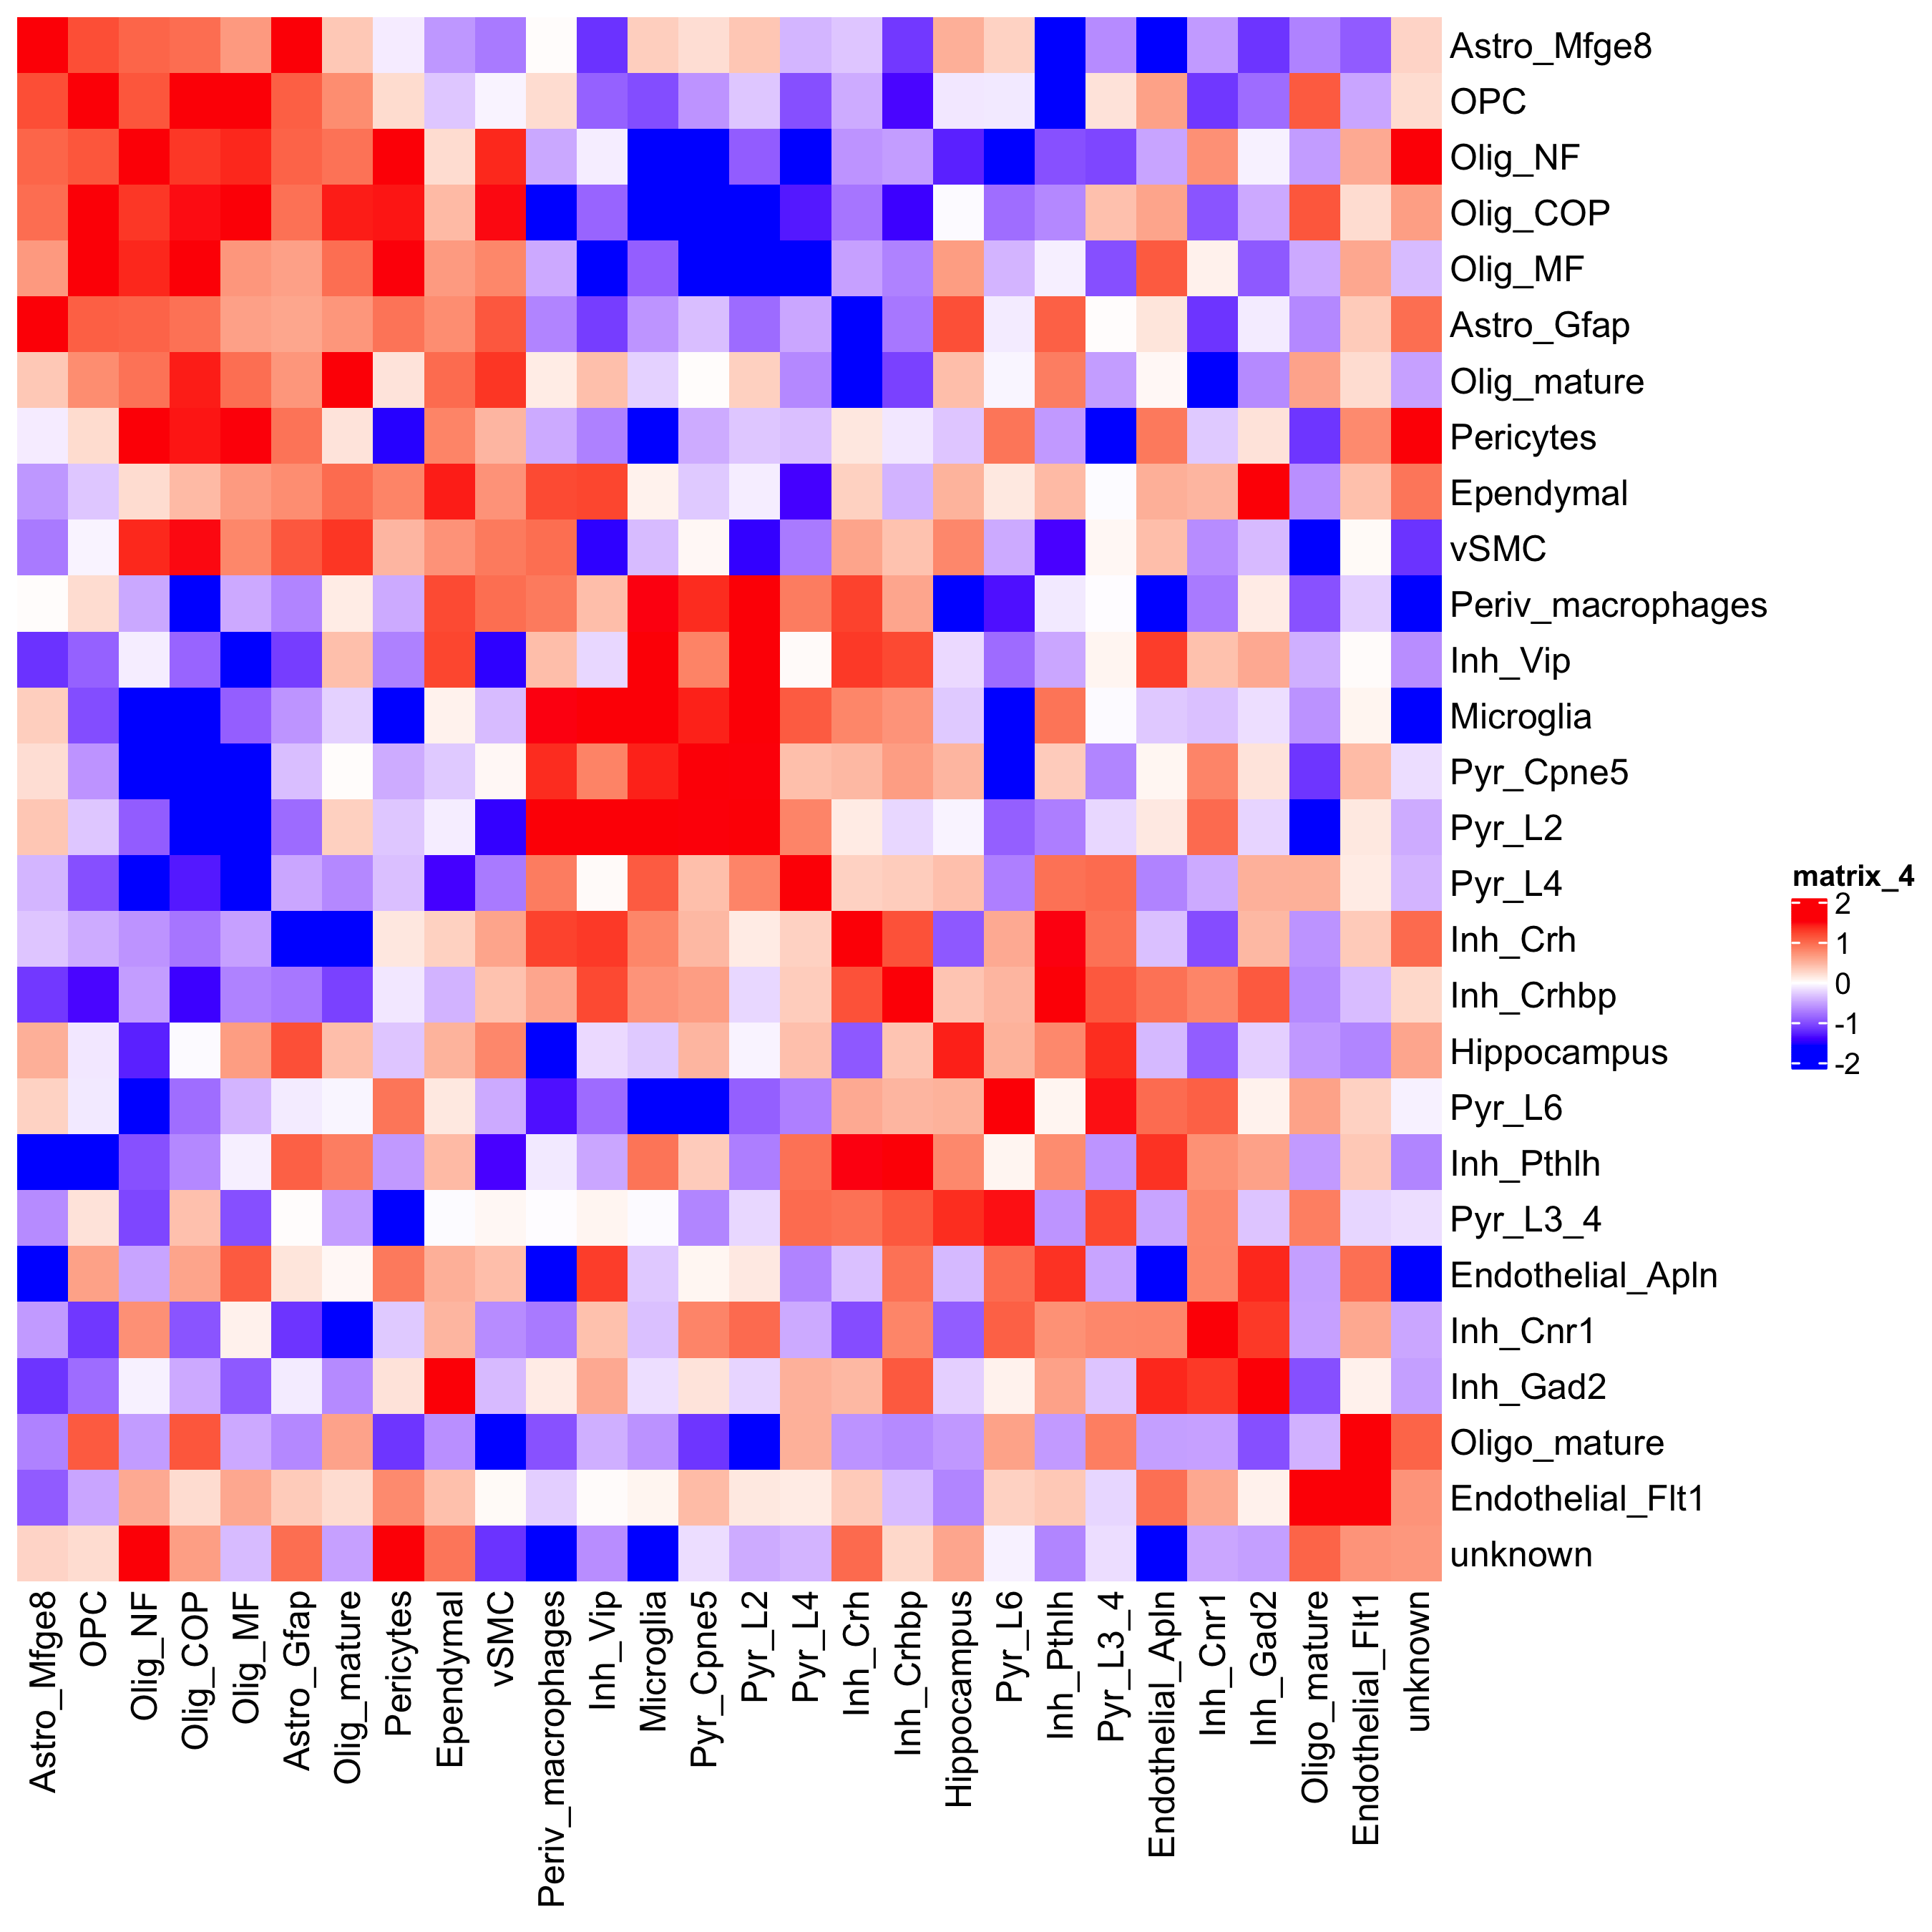 Astro_Mfge8
OPC
Olig_NF
Olig_COP
Olig_MF
Astro_Gfap
Olig_mature
Pericytes
Ependymal
vSMC
Periv_macrophages
Inh_Vip
Microglia
Pyr_Cpne5
Pyr_L2
Pyr_L4
Inh_Crh
Inh_Crhbp
Hippocampus
Pyr_L6
Inh_Pthlh
Pyr_L3_4
Endothelial_Apln
Inh_Cnr1
Inh_Gad2
Oligo_mature
Endothelial_Flt1
unknown
matrix_4
2
1
0
-1
-2
Astro_Mfge8
OPC
Olig_NF
Olig_COP
Olig_MF
Astro_Gfap
Olig_mature
Pericytes
Ependymal
vSMC
Periv_macrophages
Inh_Vip
Microglia
Pyr_Cpne5
Pyr_L2
Pyr_L4
Inh_Crh
Inh_Crhbp
Hippocampus
Pyr_L6
Inh_Pthlh
Pyr_L3_4
Endothelial_Apln
Inh_Cnr1
Inh_Gad2
Oligo_mature
Endothelial_Flt1
unknown